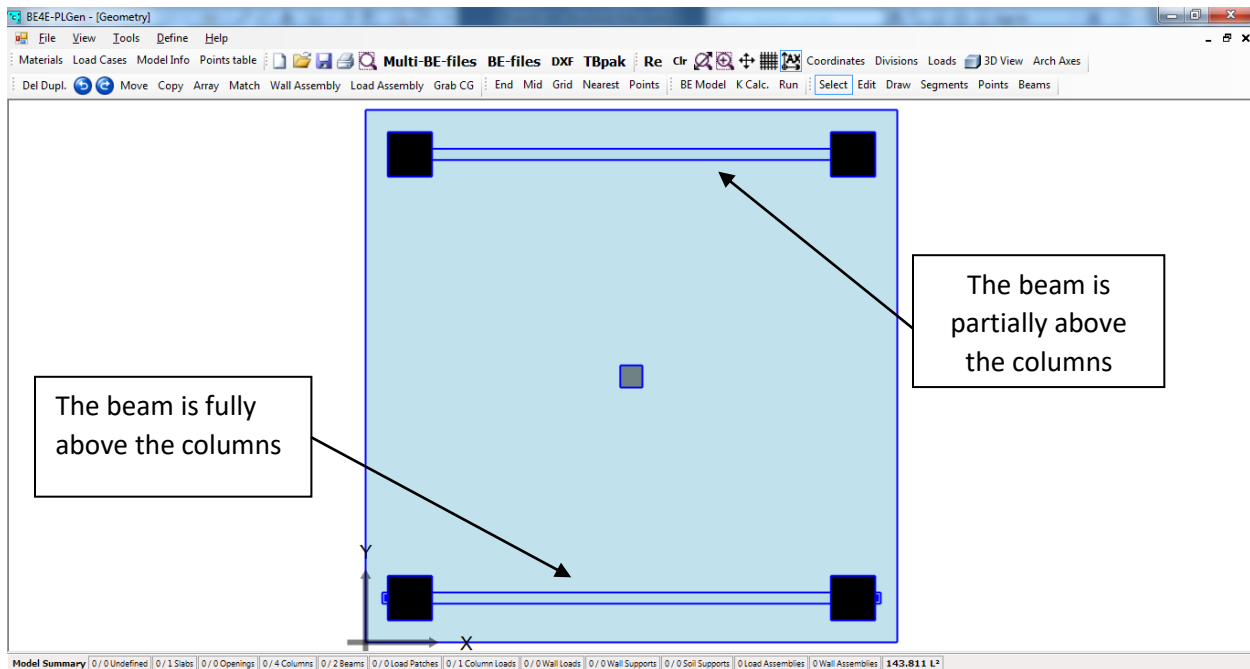 BE4E-PLGen - [Geometry]
File View Tools Define Help
Materials Load Cases Model Info Points table Multi-BE-files BE-files DXF TBpak Re Clr Coordinates Divisions Loads 3D View Arch Axes
Del Dupl. Move Copy Array Match Wall Assembly Load Assembly Grab CG End Mid Grid Nearest Points BE Model K Calc. Run Select Edit Draw Segments Points Beams
The beam is
partially above
the columns
The beam is fully
above the columns
Y
X
Model Summary 0 / 0 Undefined 0 / 1 Slabs 0 / 0 Openings 0 / 4 Columns 0 / 2 Beams 0 / 0 Load Patches 0 / 1 Column Loads 0 / 0 Wall Loads 0 / 0 Wall Supports 0 / 0 Soil Supports 0 Load Assemblies 0 Wall Assemblies 143.811 L²